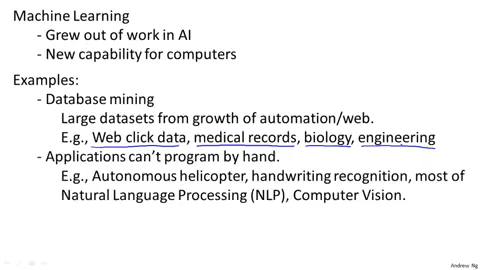 Machine Learning
- Grew out of work in AI
- New capability for computers
Examples:
- Database mining
Large datasets from growth of automation/web.
E.g., Web click data, medical records, biology, engineering
- Applications can't program by hand.
E.g., Autonomous helicopter, handwriting recognition, most of
Natural Language Processing (NLP), Computer Vision.
Andrew Ng